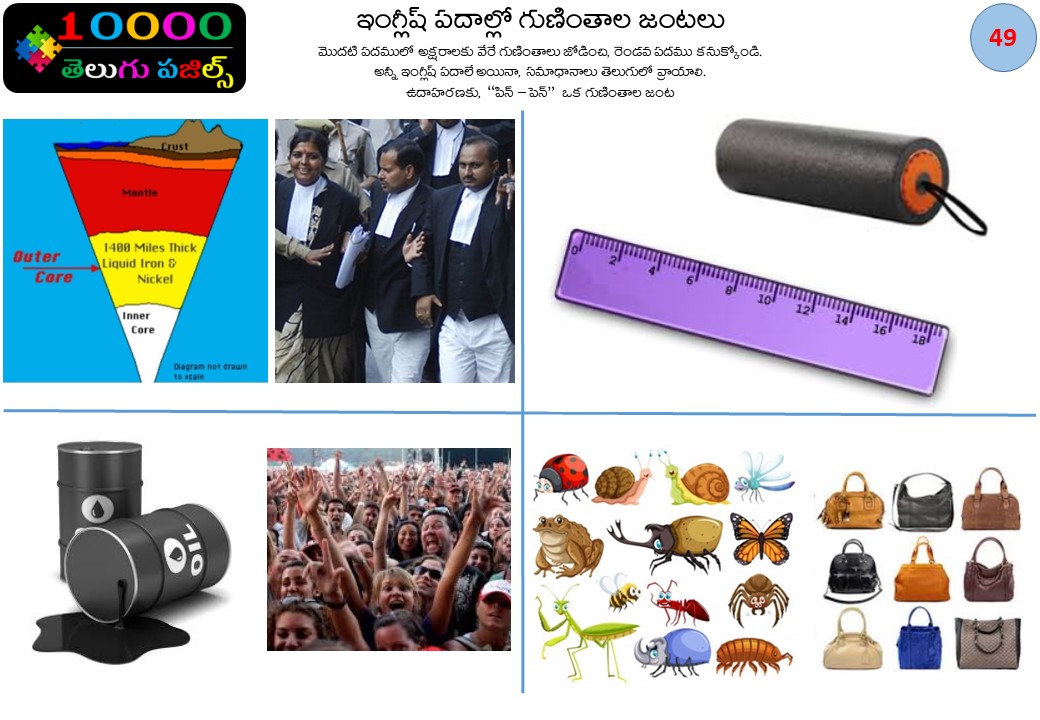 10000
తెలుగు పజిల్స్
ఇంగ్లీష్ పదాల్లో గుణింతాల జంటలు
49
మొదటి పదములో అక్షరాలకు వేరే గుణింతాలు జోడించి, రెండవ పదము కనుక్కోండి.
అన్నీ ఇంగ్లీష్ పదాలే అయినా, సమాధానాలు తెలుగులో వ్రాయాలి.
ఉదాహరణకు, “పిన్ – పెన్” ఒక గుణింతాల జంట
Crust
Mantle
1400 Miles Thick
Liquid Iron &
Nickel
Outer
Core
Inner
Core
Diagram not drawn
to scale
0 2 4 6 8 10 12 14 16 18
OIL